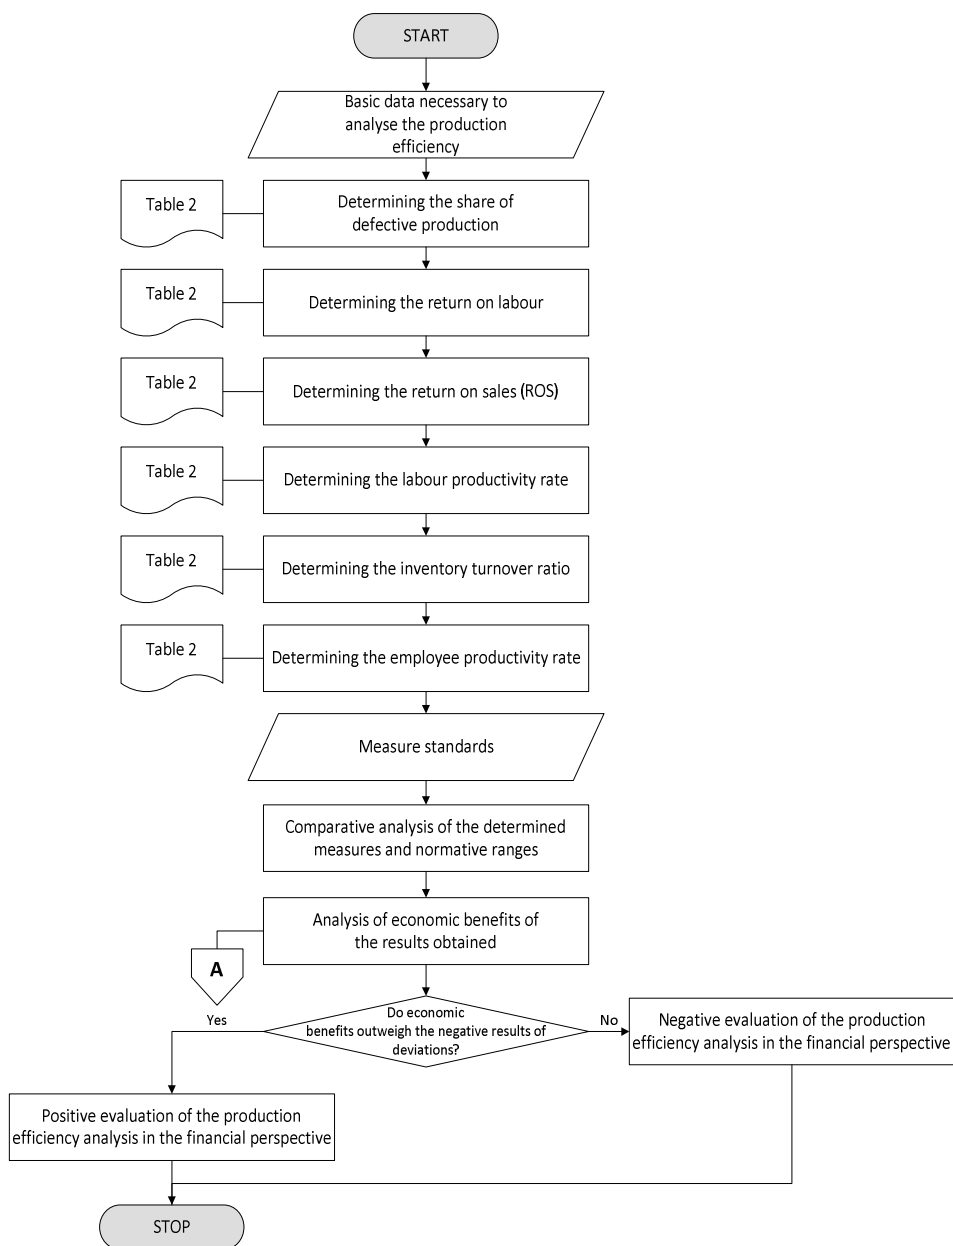 START
Basic data necessary to
analyse the production
efficiency
Table 2
Determining the share of
defective production
Table 2
Determining the return on labour
Table 2
Determining the return on sales (ROS)
Table 2
Determining the labour productivity rate
Table 2
Determining the inventory turnover ratio
Table 2
Determining the employee productivity rate
Measure standards
Comparative analysis of the determined
measures and normative ranges
Analysis of economic benefits of
the results obtained
A
Do economic
benefits outweigh the negative results of
deviations?
Yes
No
Negative evaluation of the production
efficiency analysis in the financial perspective
Positive evaluation of the production
efficiency analysis in the financial perspective
STOP